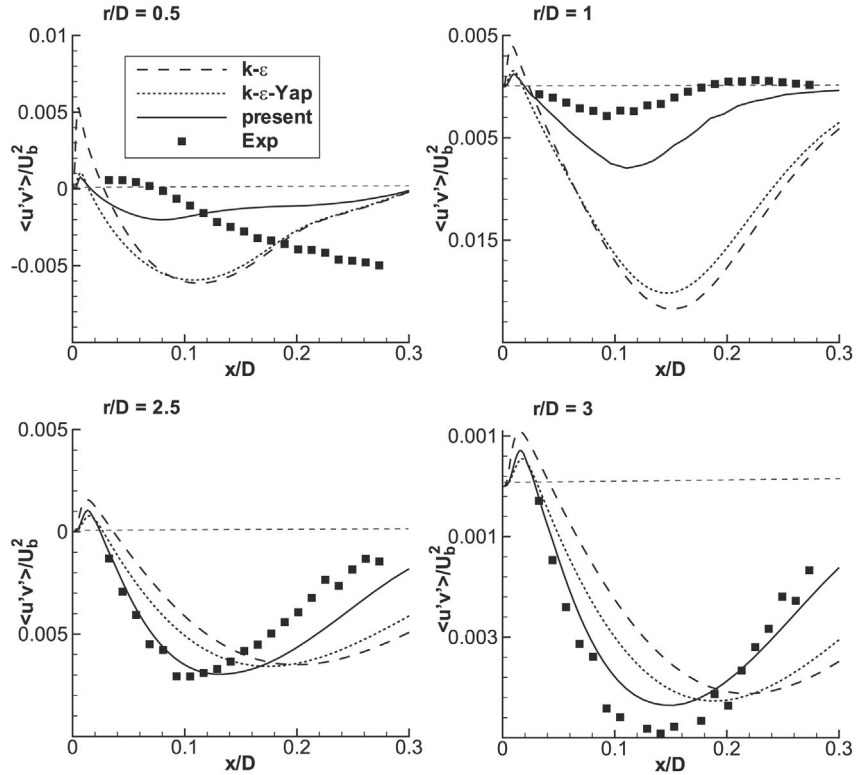 r/D = 0.5
0.01
0.005
0
-0.005
<u'v'>/U_b^2
k-ε
k-ε-Yap
present
Exp
0 0.1 0.2 0.3
x/D
r/D = 1
0.005
0.005
0.015
<u'v'>/U_b^2
0 0.1 0.2 0.3
x/D
r/D = 2.5
0.005
0
0.005
<u'v'>/U_b^2
0 0.1 0.2 0.3
x/D
r/D = 3
0.001
0.001
0.003
<u'v'>/U_b^2
0 0.1 0.2 0.3
x/D